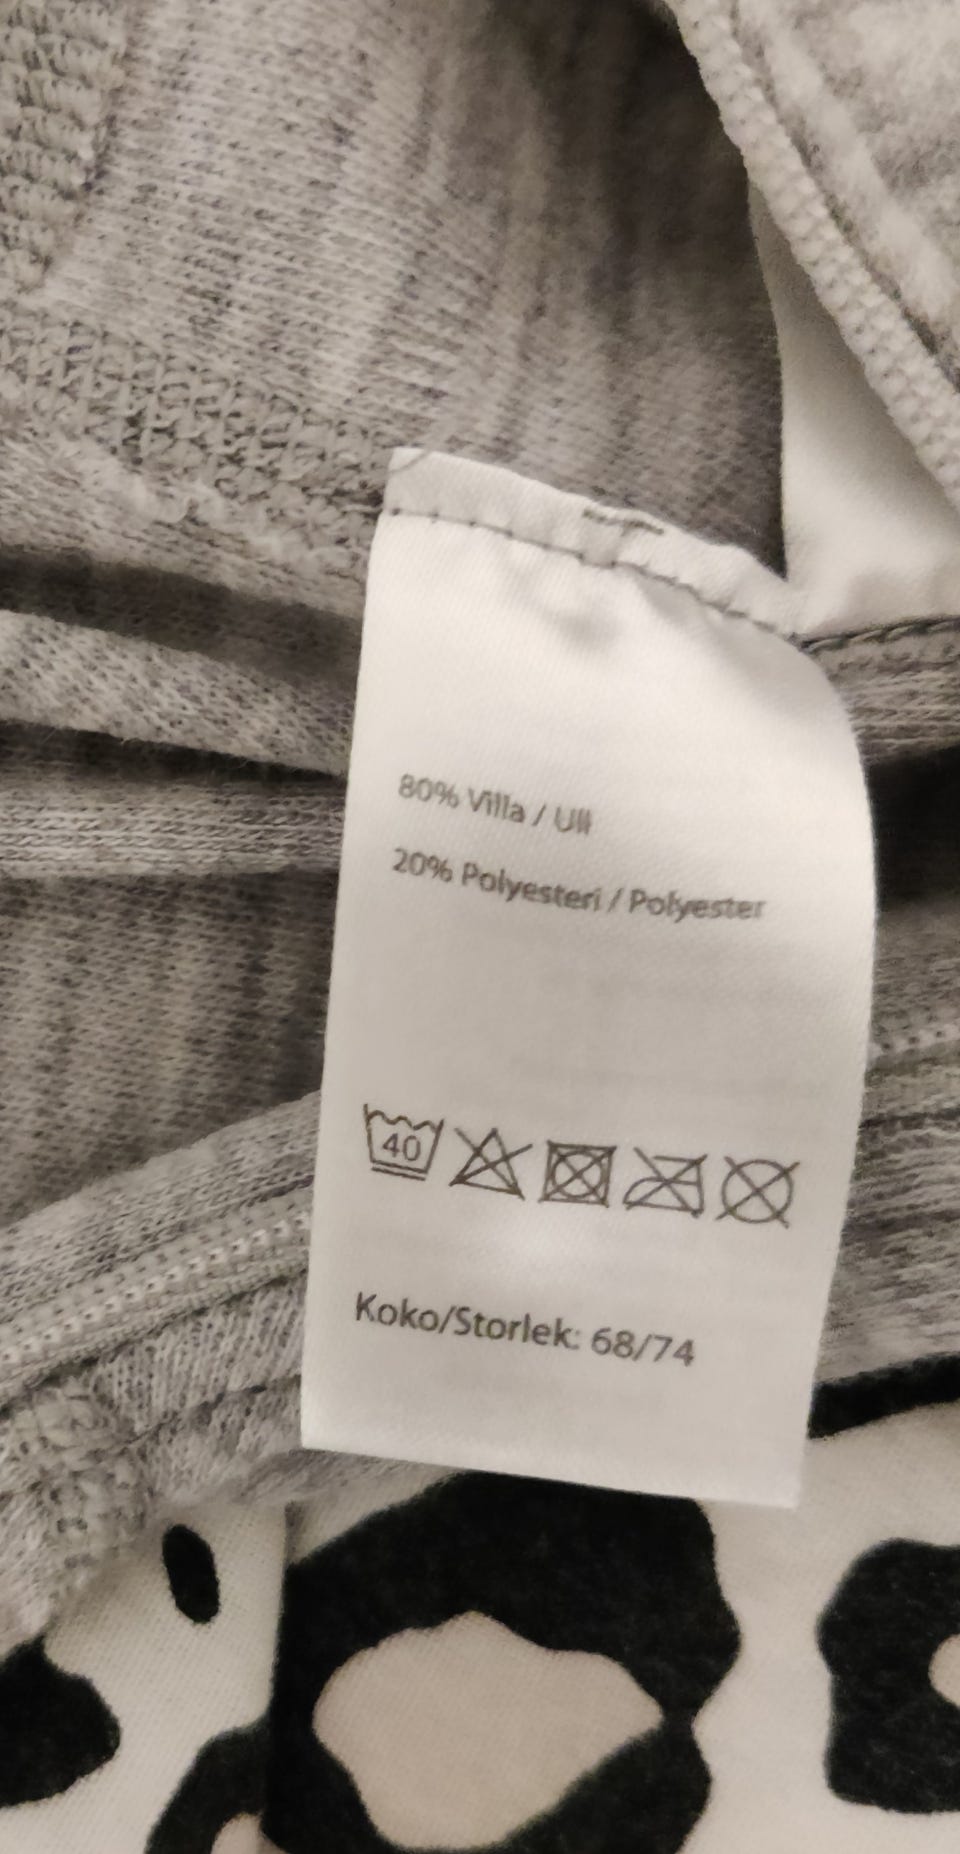 80% Villa / Ull
20% Polyesteri / Polyester
40
Koko/Storlek: 68/74